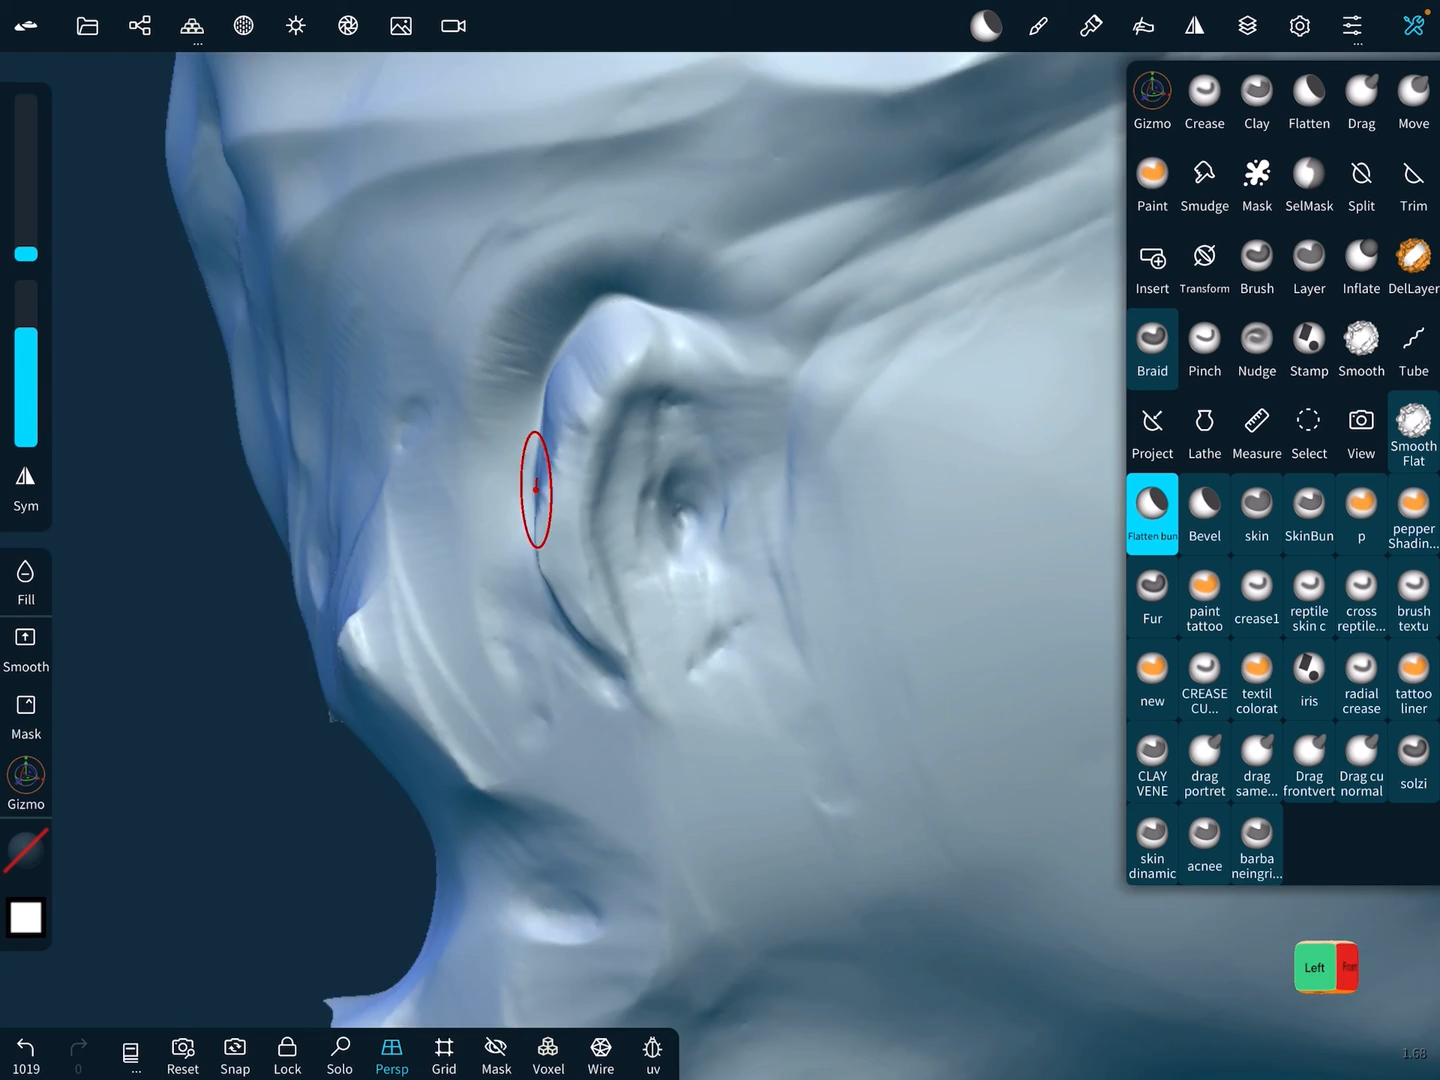 ...
...
Gizmo Crease Clay Flatten Drag Move
Paint Smudge Mask SelMask Split Trim
Insert Transform Brush Layer Inflate DelLayer
Braid Pinch Nudge Stamp Smooth Tube
Project Lathe Measure Select View Smooth
Flat
Flatten bun Bevel skin SkinBun p pepper
Shadin...
Fur paint
tattoo crease1 reptile
skin c cross
reptile... brush
textu
new CREASE
CU... textil
colorat iris radial
crease tattoo
liner
CLAY
VENE drag
portret drag
same... Drag
frontvert Drag cu
normal solzi
skin
dinamic acnee barba
neingri...
Sym
Fill
Smooth
Mask
Gizmo
Left Front
1.68
1019 0 ... Reset Snap Lock Solo Persp Grid Mask Voxel Wire uv